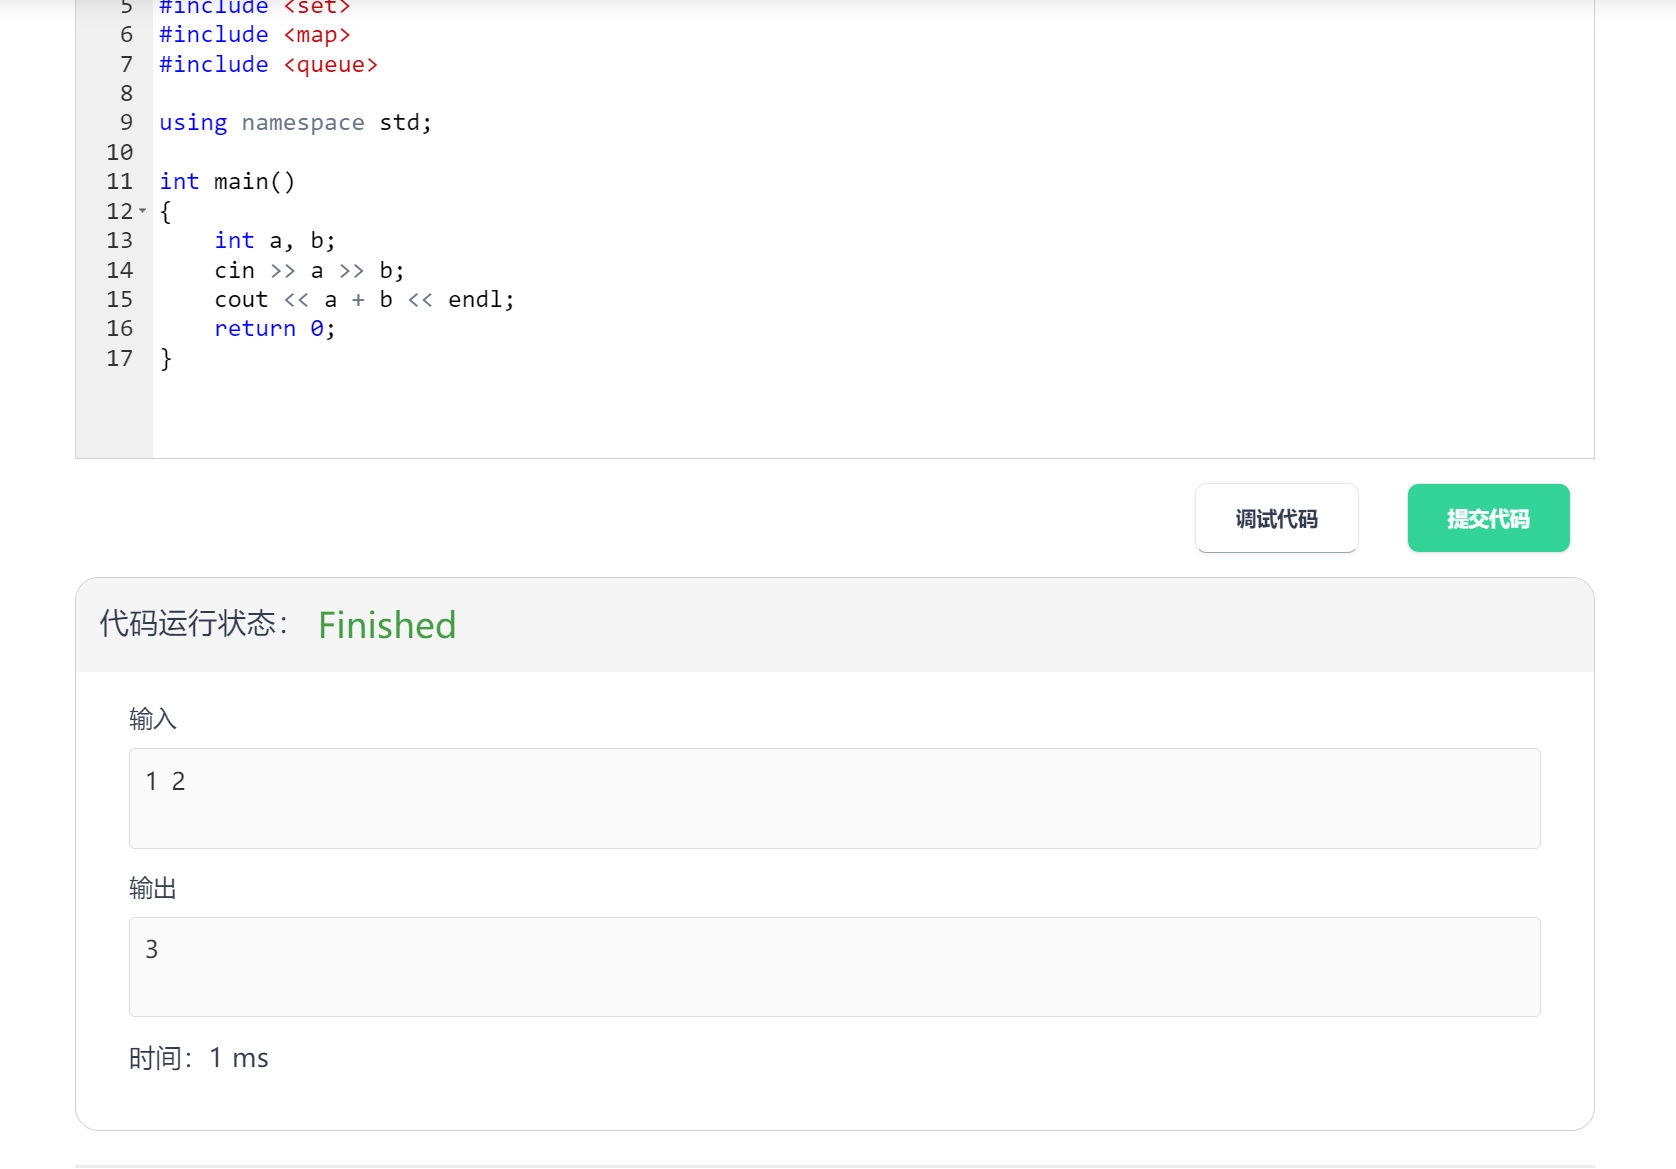 5 #include <set>
6 #include <map>
7 #include <queue>
8
9 using namespace std;
10
11 int main()
12 {
13     int a, b;
14     cin >> a >> b;
15     cout << a + b << endl;
16     return 0;
17 }
调试代码 提交代码
代码运行状态： Finished
输入
1 2
输出
3
时间：1 ms